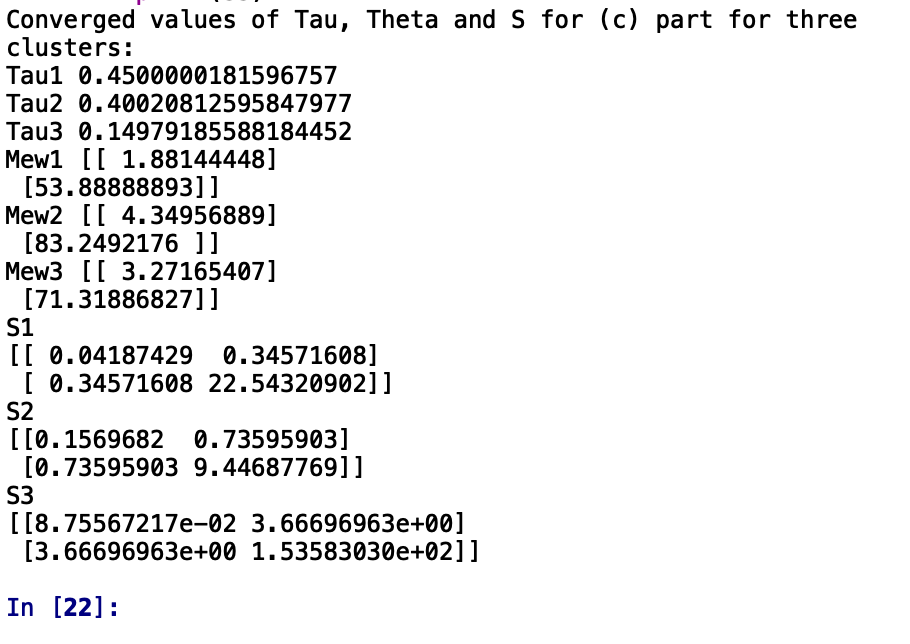 Converged values of Tau, Theta and S for (c) part for three
clusters:
Tau1 0.4500000181596757
Tau2 0.40020812595847977
Tau3 0.14979185588184452
Mew1 [[ 1.88144448]
 [53.88888893]]
Mew2 [[ 4.34956889]
 [83.2492176 ]]
Mew3 [[ 3.27165407]
 [71.31886827]]
S1
[[ 0.04187429  0.34571608]
 [ 0.34571608 22.54320902]]
S2
[[0.1569682  0.73595903]
 [0.73595903 9.44687769]]
S3
[[8.75567217e-02 3.66696963e+00]
 [3.66696963e+00 1.53583030e+02]]
In [22]: